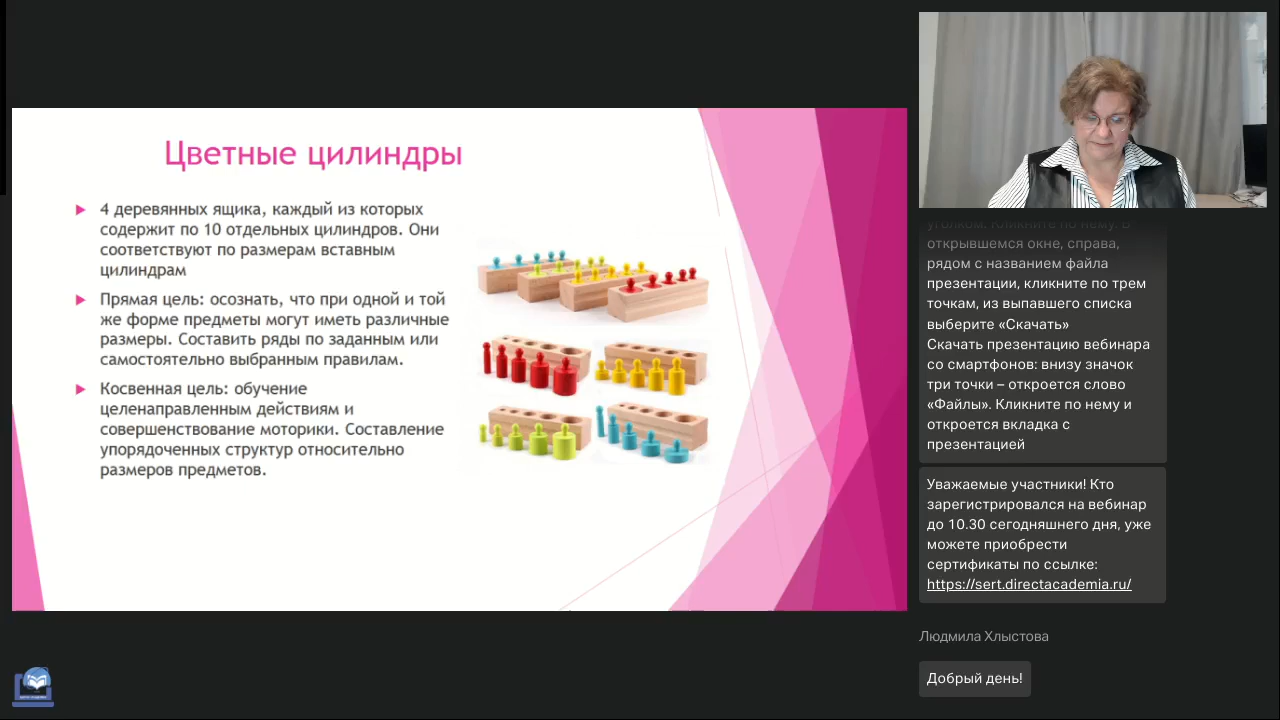 Цветные цилиндры
4 деревянных ящика, каждый из которых
содержит по 10 отдельных цилиндров. Они
соответствуют по размерам вставным
цилиндрам
Прямая цель: осознать, что при одной и той
же форме предметы могут иметь различные
размеры. Составить ряды по заданным или
самостоятельно выбранным правилам.
Косвенная цель: обучение
целенаправленным действиям и
совершенствование моторики. Составление
упорядоченных структур относительно
размеров предметов.
уголком. Кликните по нему. В
открывшемся окне, справа,
рядом с названием файла
презентации, кликните по трем
точкам, из выпавшего списка
выберите «Скачать»
Скачать презентацию вебинара
со смартфонов: внизу значок
три точки – откроется слово
«Файлы». Кликните по нему и
откроется вкладка с
презентацией
Уважаемые участники! Кто
зарегистрировался на вебинар
до 10.30 сегодняшнего дня, уже
можете приобрести
сертификаты по ссылке:
https://sert.directacademia.ru/
Людмила Хлыстова
Добрый день!